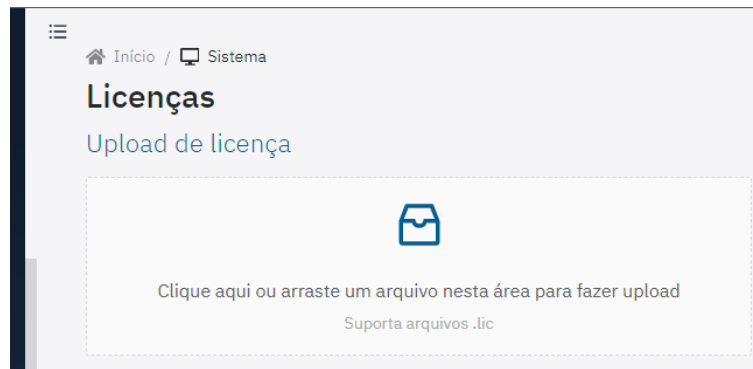 Início / Sistema
Licenças
Upload de licença
Clique aqui ou arraste um arquivo nesta área para fazer upload
Suporta arquivos .lic